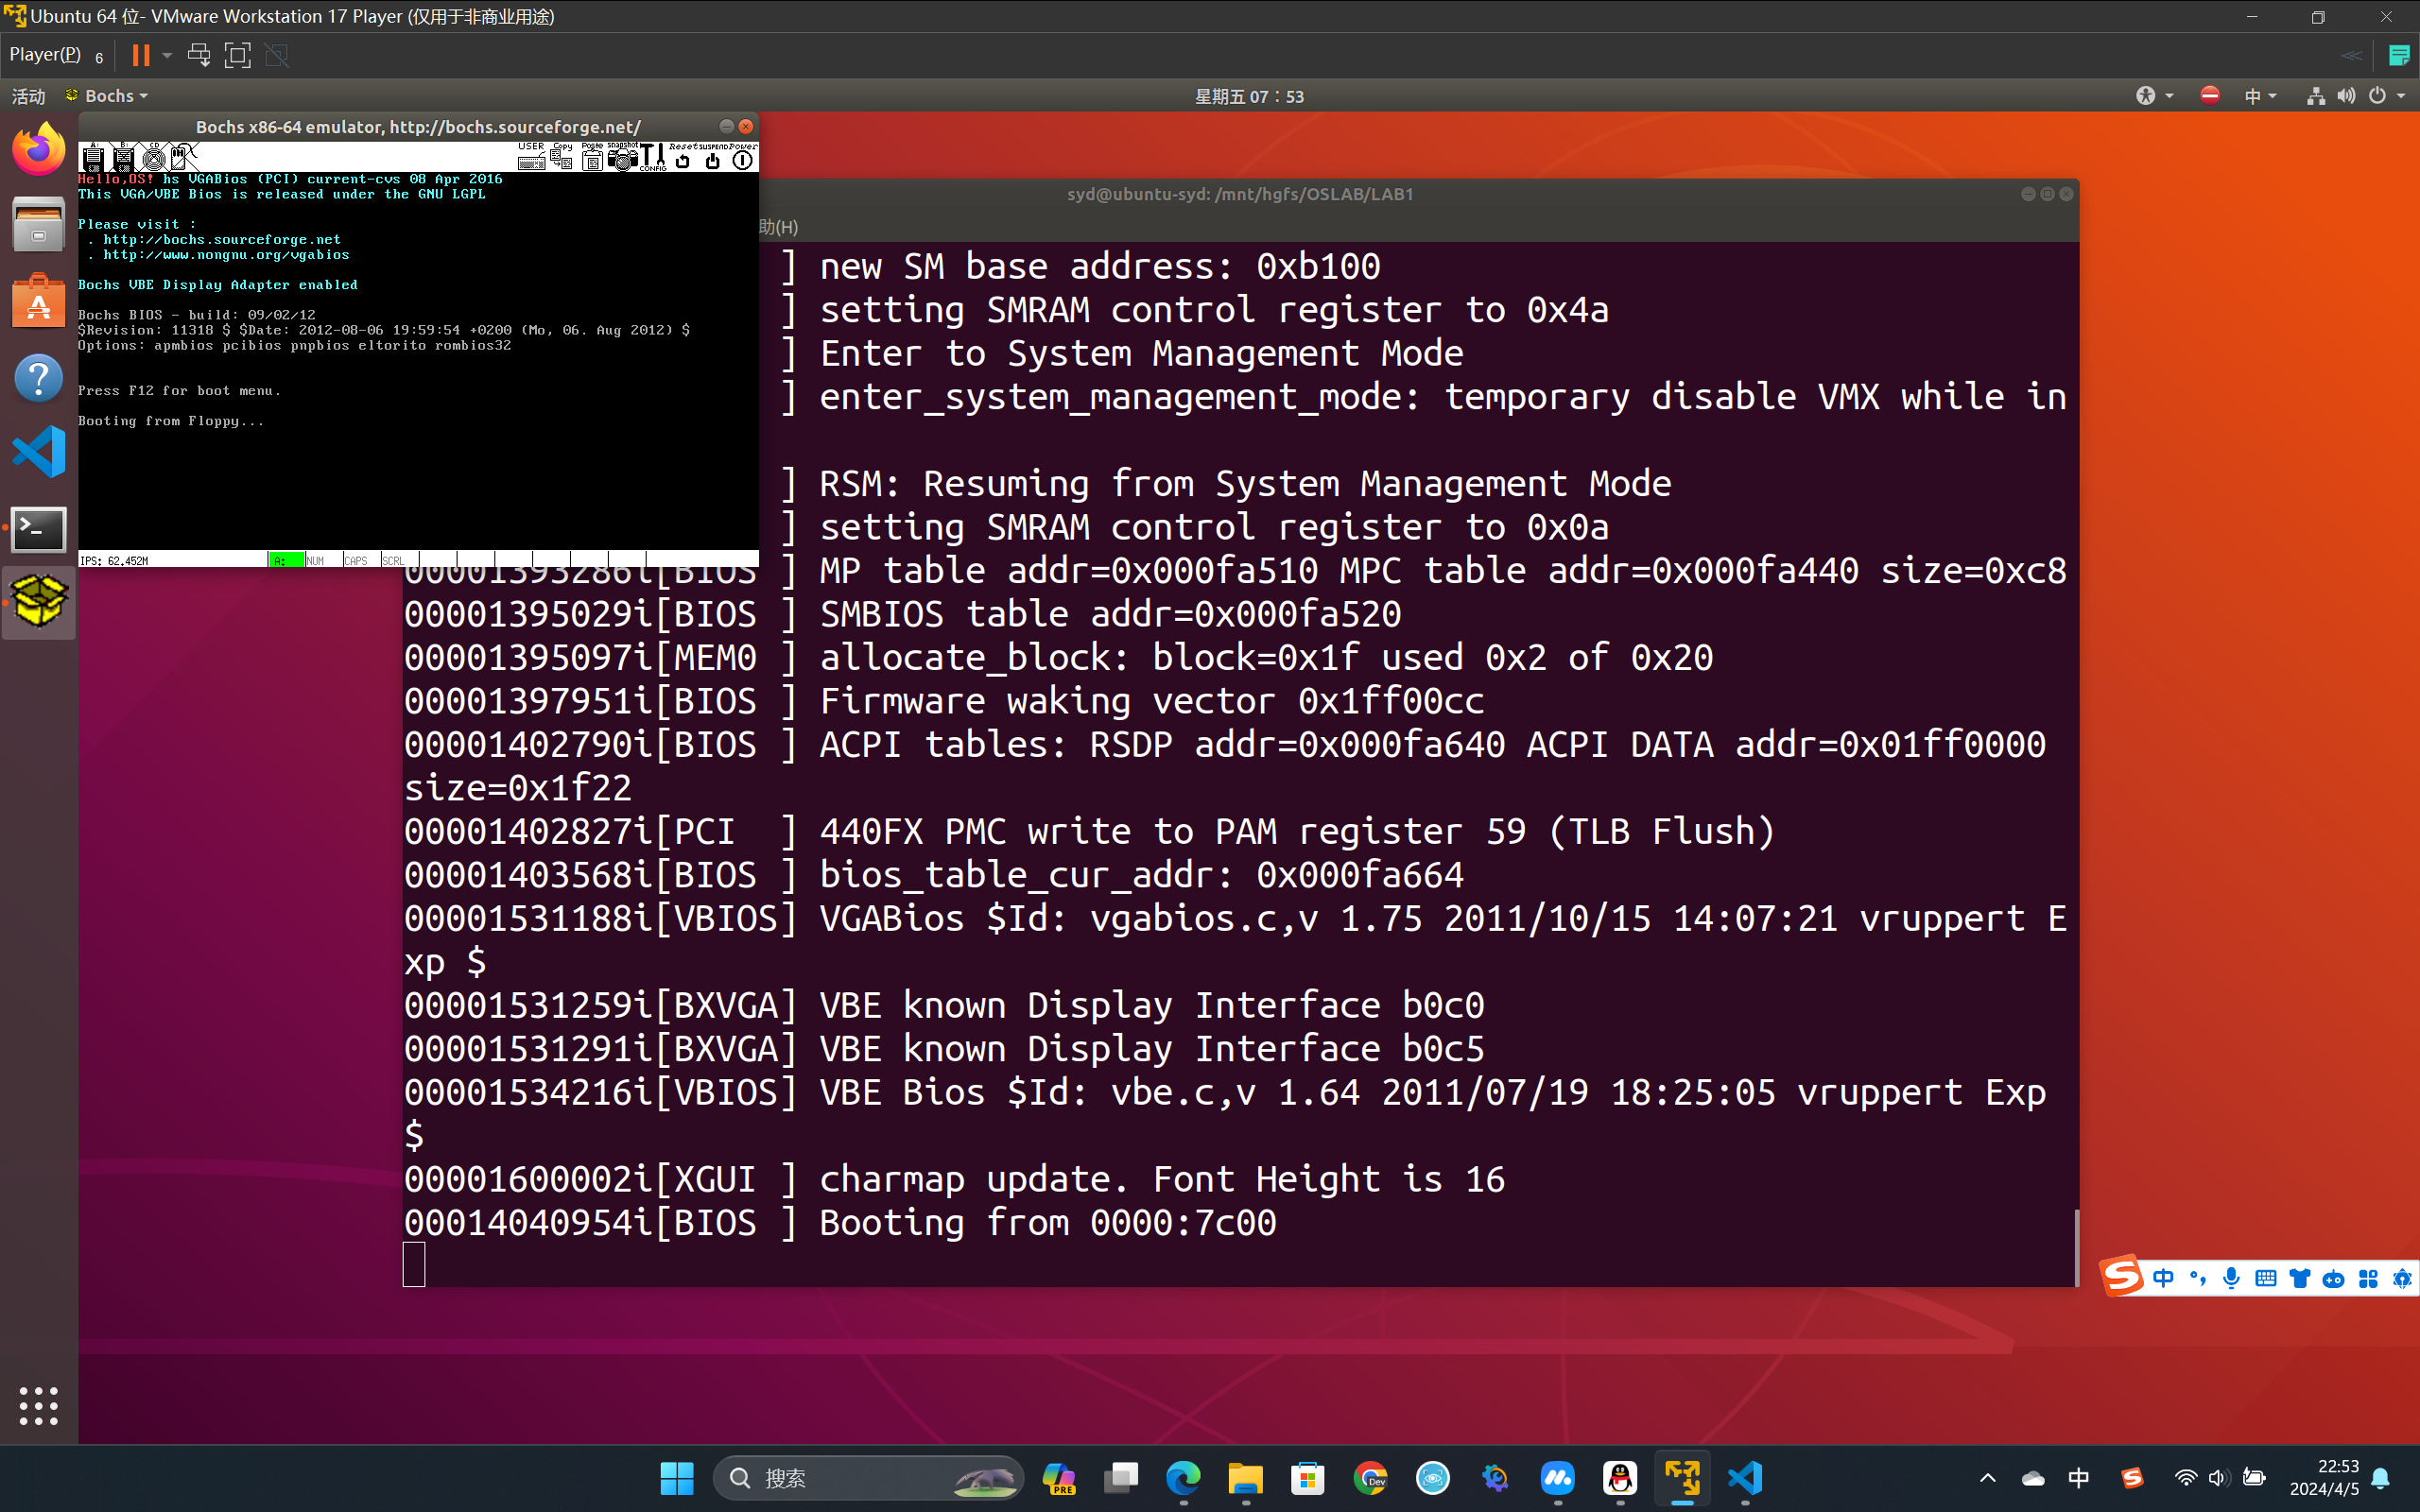 Ubuntu 64 位- VMware Workstation 17 Player (仅用于非商业用途)
Player(P) 6
活动 Bochs 星期五 07：53 中
Bochs x86-64 emulator, http://bochs.sourceforge.net/
A: B: CD USER Copy Paste snapshot CONFIG Reset SUSPEND Power
Hello,OS! hs VGABios (PCI) current-cvs 08 Apr 2016
This VGA/VBE Bios is released under the GNU LGPL
Please visit :
. http://bochs.sourceforge.net
. http://www.nongnu.org/vgabios
Bochs VBE Display Adapter enabled
Bochs BIOS - build: 09/02/12
$Revision: 11318 $ $Date: 2012-08-06 19:59:54 +0200 (Mo, 06. Aug 2012) $
Options: apmbios pcibios pnpbios eltorito rombios32
Press F12 for boot menu.
Booting from Floppy...
IPS: 62.452M A: NUM CAPS SCRL
syd@ubuntu-syd: /mnt/hgfs/OSLAB/LAB1
助(H)
] new SM base address: 0xb100
] setting SMRAM control register to 0x4a
] Enter to System Management Mode
] enter_system_management_mode: temporary disable VMX while in
] RSM: Resuming from System Management Mode
] setting SMRAM control register to 0x0a
00001393286i[BIOS ] MP table addr=0x000fa510 MPC table addr=0x000fa440 size=0xc8
00001395029i[BIOS ] SMBIOS table addr=0x000fa520
00001395097i[MEM0 ] allocate_block: block=0x1f used 0x2 of 0x20
00001397951i[BIOS ] Firmware waking vector 0x1ff00cc
00001402790i[BIOS ] ACPI tables: RSDP addr=0x000fa640 ACPI DATA addr=0x01ff0000
size=0x1f22
00001402827i[PCI  ] 440FX PMC write to PAM register 59 (TLB Flush)
00001403568i[BIOS ] bios_table_cur_addr: 0x000fa664
00001531188i[VBIOS] VGABios $Id: vgabios.c,v 1.75 2011/10/15 14:07:21 vruppert E
xp $
00001531259i[BXVGA] VBE known Display Interface b0c0
00001531291i[BXVGA] VBE known Display Interface b0c5
00001534216i[VBIOS] VBE Bios $Id: vbe.c,v 1.64 2011/07/19 18:25:05 vruppert Exp
$
00001600002i[XGUI ] charmap update. Font Height is 16
00014040954i[BIOS ] Booting from 0000:7c00
中
搜索
PRE
Dev
中
22:53
2024/4/5